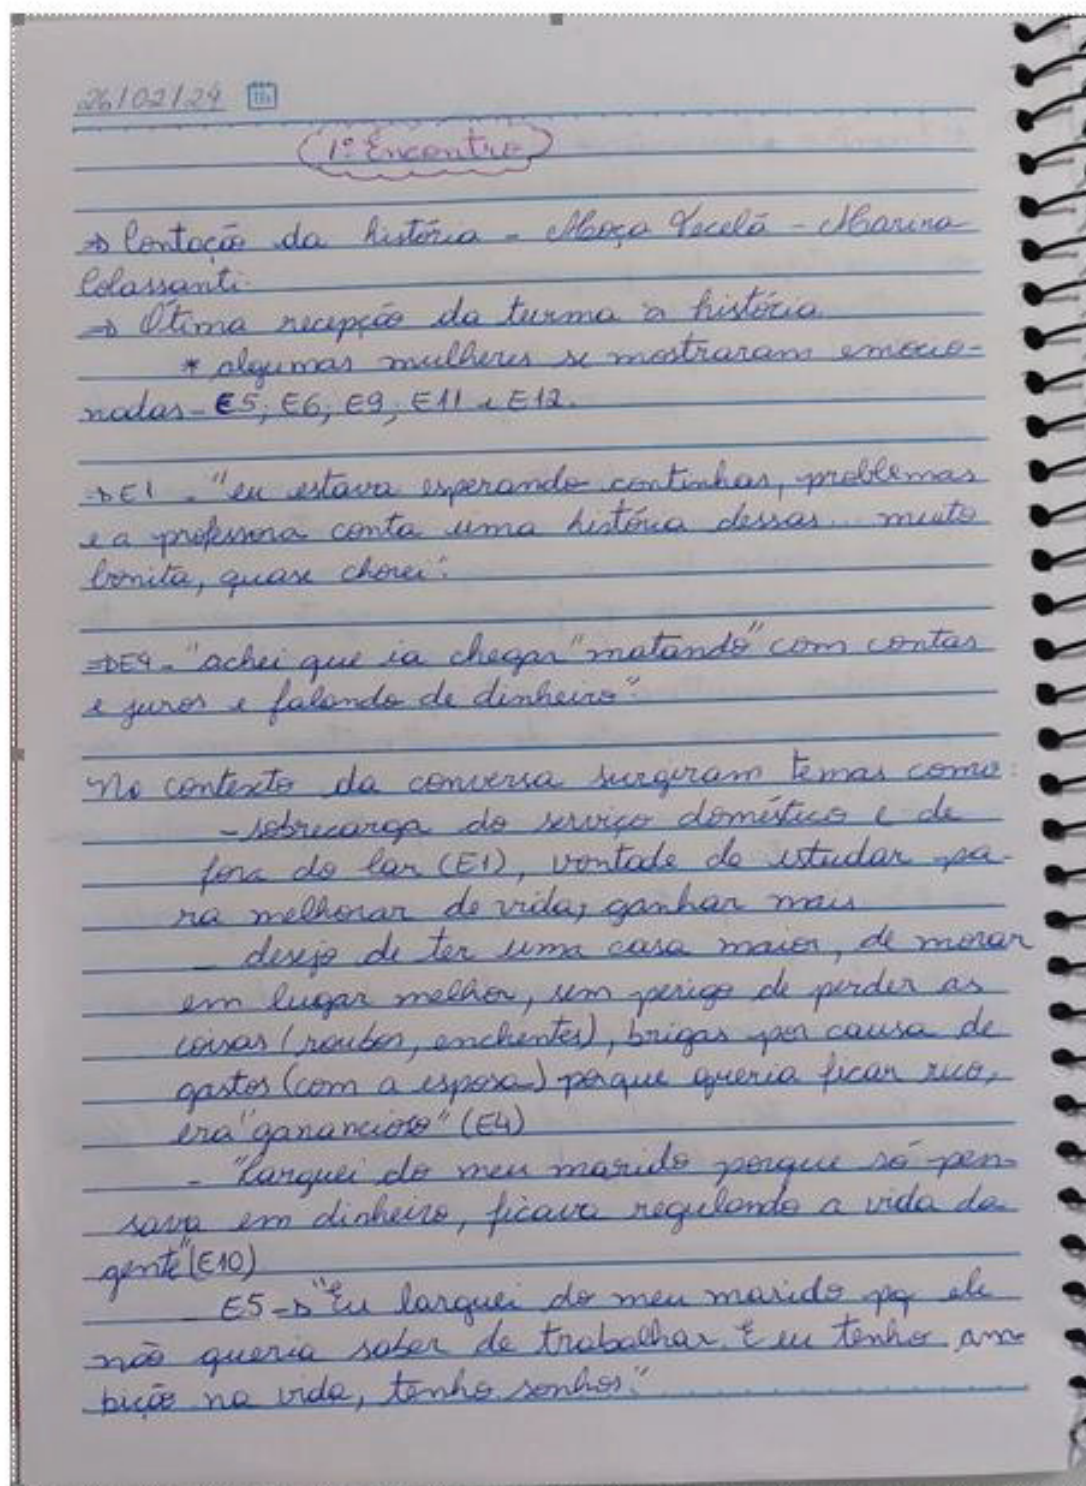 26/02/24
1º Encontro
⇒ Contação da história - Moça Tecelã - Marina
Colassanti.
⇒ Ótima recepção da turma à história.
* algumas mulheres se mostraram emocio-
nadas - E5, E6, E9, E11 e E12.
⇒ E1 - "eu estava esperando continhas, problemas
e a professora conta uma história dessas... muito
bonita, quase chorei".
⇒ E9 - "achei que ia chegar "matando" com contas
e juros e falando de dinheiro".
No contexto da conversa surgiram temas como:
- sobrecarga do serviço doméstico e de
fora do lar (E1), vontade de estudar pa-
ra melhorar de vida, ganhar mais
- desejo de ter uma casa maior, de morar
em lugar melhor, sem perigo de perder as
coisas (roubos, enchentes), brigas por causa de
gastos (com a esposa) porque queria ficar rico,
era "ganancioso" (E4)
- "Larguei do meu marido porque só pen-
sava em dinheiro, ficava regulando a vida da
gente" (E10)
E5 ⇒ "Eu larguei do meu marido pq ele
não queria saber de trabalhar. E eu tenho am-
bição na vida, tenho sonhos."